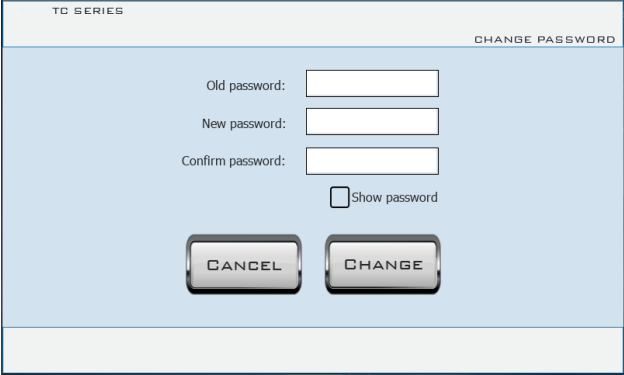 TC SERIES
CHANGE PASSWORD
Old password:
New password:
Confirm password:
Show password
CANCEL
CHANGE